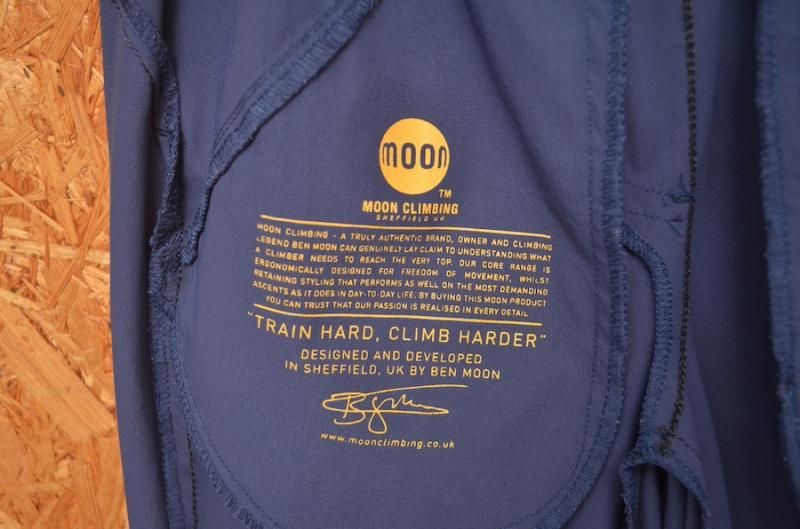 moon
TM
MOON CLIMBING
SHEFFIELD UK
MOON CLIMBING - A TRULY AUTHENTIC BRAND, OWNER AND CLIMBING
LEGEND BEN MOON CAN GENUINELY LAY CLAIM TO UNDERSTANDING WHAT
A CLIMBER NEEDS TO REACH THE VERY TOP. OUR CORE RANGE IS
ERGONOMICALLY DESIGNED FOR FREEDOM OF MOVEMENT, WHILST
RETAINING STYLING THAT PERFORMS AS WELL ON THE MOST DEMANDING
ASCENTS AS IT DOES IN DAY-TO-DAY LIFE. BY BUYING THIS MOON PRODUCT
YOU CAN TRUST THAT OUR PASSION IS REALISED IN EVERY DETAIL
"TRAIN HARD, CLIMB HARDER"
DESIGNED AND DEVELOPED
IN SHEFFIELD, UK BY BEN MOON
www.moonclimbing.co.uk